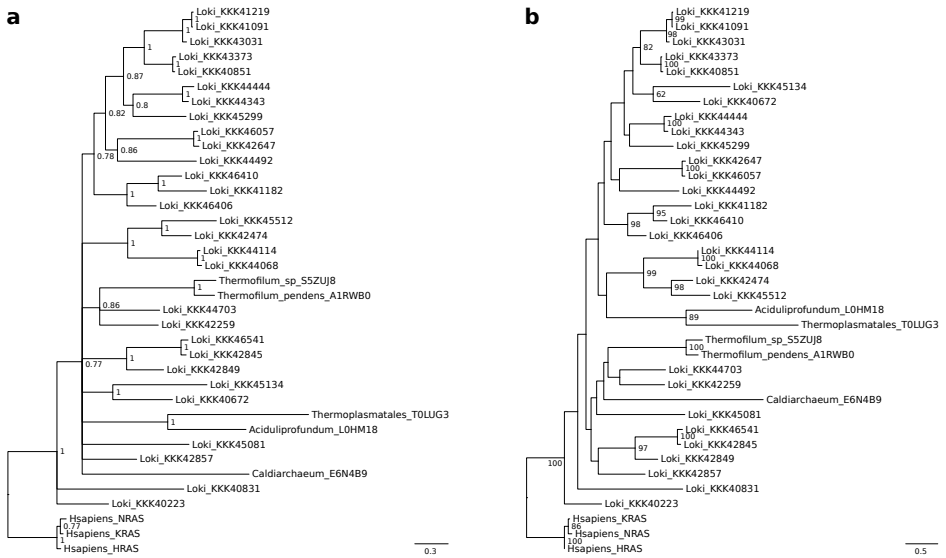 a
Loki_KKK41219
1
Loki_KKK41091
1
Loki_KKK43031
1
Loki_KKK43373
1
Loki_KKK40851
0.87
Loki_KKK44444
1
Loki_KKK44343
0.8
Loki_KKK45299
0.82
Loki_KKK46057
1
Loki_KKK42647
0.86
Loki_KKK44492
0.78
Loki_KKK46410
1
Loki_KKK41182
1
Loki_KKK46406
Loki_KKK45512
1
Loki_KKK42474
1
Loki_KKK44114
1
Loki_KKK44068
Thermofilum_sp_S5ZUJ8
1
Thermofilum_pendens_A1RWB0
0.86
Loki_KKK44703
Loki_KKK42259
Loki_KKK46541
1
Loki_KKK42845
1
0.77
Loki_KKK42849
Loki_KKK45134
1
Loki_KKK40672
Thermoplasmatales_T0LUG3
1
Aciduliprofundum_L0HM18
Loki_KKK45081
1
Loki_KKK42857
Caldiarchaeum_E6N4B9
Loki_KKK40831
Loki_KKK40223
Hsapiens_NRAS
0.77
Hsapiens_KRAS
1
Hsapiens_HRAS
0.3
b
Loki_KKK41219
99
Loki_KKK41091
98
Loki_KKK43031
82
Loki_KKK43373
100
Loki_KKK40851
Loki_KKK45134
62
Loki_KKK40672
Loki_KKK44444
100
Loki_KKK44343
Loki_KKK45299
Loki_KKK42647
100
Loki_KKK46057
Loki_KKK44492
Loki_KKK41182
95
Loki_KKK46410
98
Loki_KKK46406
Loki_KKK44114
100
Loki_KKK44068
99
Loki_KKK42474
98
Loki_KKK45512
Aciduliprofundum_L0HM18
89
Thermoplasmatales_T0LUG3
Thermofilum_sp_S5ZUJ8
100
Thermofilum_pendens_A1RWB0
Loki_KKK44703
Loki_KKK42259
Caldiarchaeum_E6N4B9
Loki_KKK45081
Loki_KKK46541
100
Loki_KKK42845
97
Loki_KKK42849
100
Loki_KKK42857
Loki_KKK40831
Loki_KKK40223
Hsapiens_KRAS
86
Hsapiens_NRAS
100
Hsapiens_HRAS
0.5